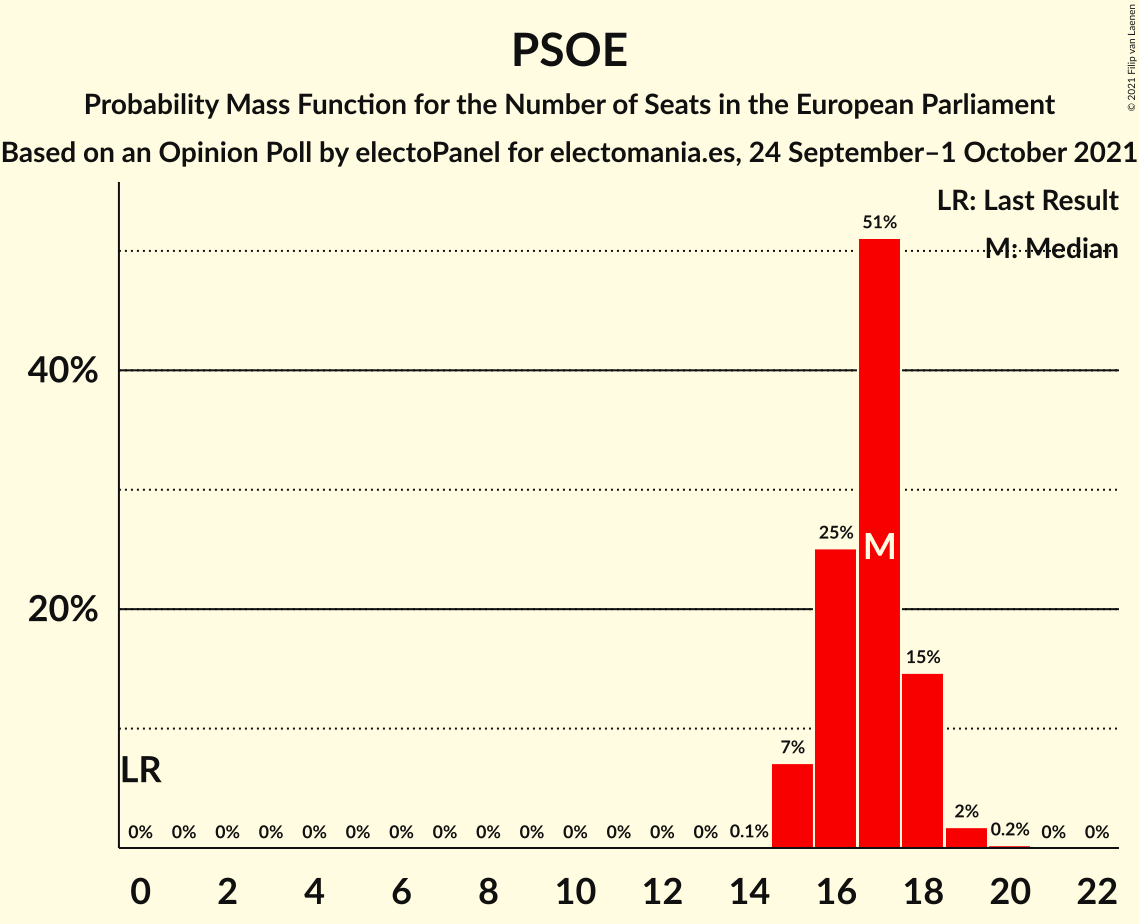 PSOE
Probability Mass Function for the Number of Seats in the European Parliament
Based on an Opinion Poll by electoPanel for electomania.es, 24 September–1 October 2021
© 2021 Filip van Laenen
LR: Last Result
M: Median
51%
40%
25%
M
20%
15%
7%
LR
2%
0% 0% 0% 0% 0% 0% 0% 0% 0% 0% 0% 0% 0% 0% 0.1% 0.2% 0% 0%
0 2 4 6 8 10 12 14 16 18 20 22